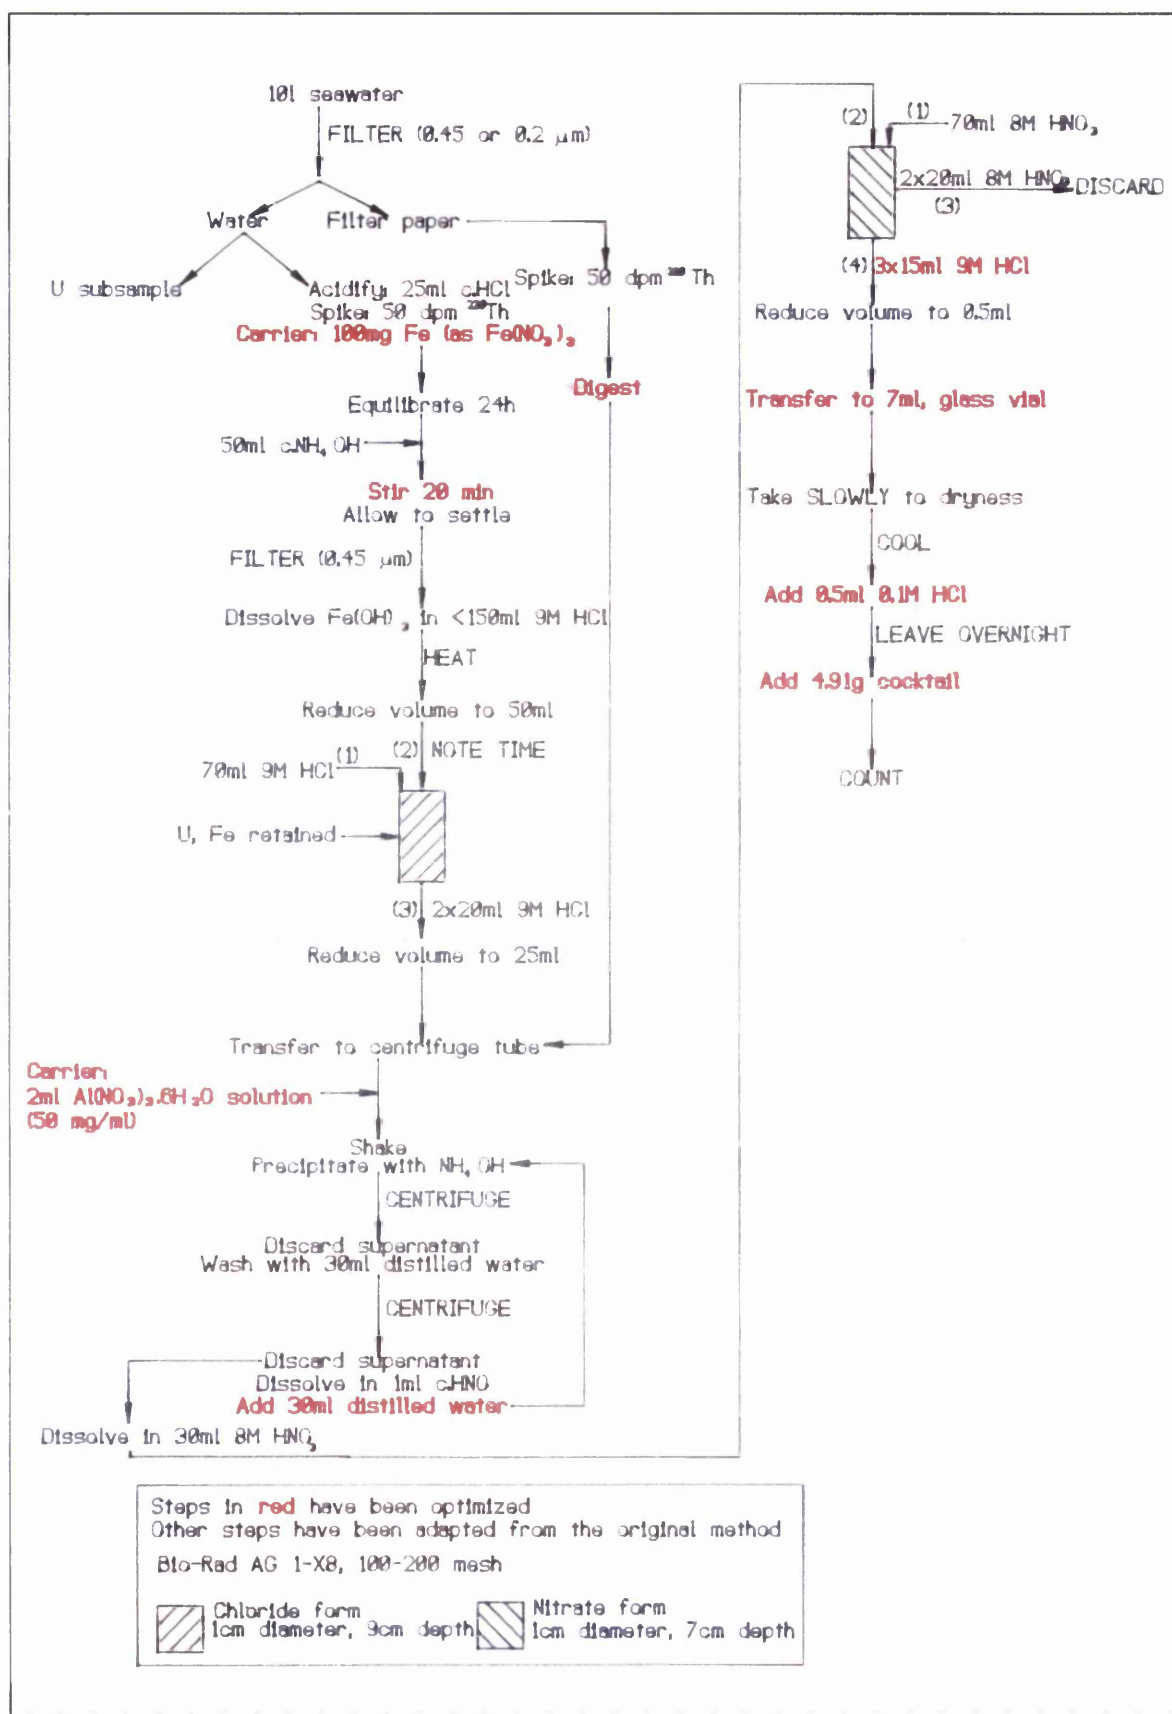 10l seawater
FILTER (0.45 or 0.2 μm)
Water
Filter paper
U subsample
Acidify: 25ml c.HCl
Spike: 50 dpm Th
Carrier: 100mg Fe (as Fe(NO₃)₃
Spike: 50 dpm Th
Digest
Equilibrate 24h
50ml c.NH₄OH
Stir 20 min
Allow to settle
FILTER (0.45 μm)
Dissolve Fe(OH)₃ in <150ml 9M HCl
HEAT
Reduce volume to 50ml
(2) NOTE TIME
(1)
70ml 9M HCl
U, Fe retained
(3) 2x20ml 9M HCl
Reduce volume to 25ml
Transfer to centrifuge tube
Carrier:
2ml Al(NO₃)₃.6H₂O solution
(50 mg/ml)
Shake
Precipitate with NH₄OH
CENTRIFUGE
Discard supernatant
Wash with 30ml distilled water
CENTRIFUGE
Discard supernatant
Dissolve in 1ml c.HNO
Add 30ml distilled water
Dissolve in 30ml 8M HNO₃
(2)
(1)
70ml 8M HNO₃
2x20ml 8M HNO₃
DISCARD
(3)
(4) 3x15ml 9M HCl
Reduce volume to 0.5ml
Transfer to 7ml, glass vial
Take SLOWLY to dryness
COOL
Add 0.5ml 0.1M HCl
LEAVE OVERNIGHT
Add 4.91g cocktail
COUNT
Steps in red have been optimized
Other steps have been adapted from the original method
Bio-Rad AG 1-X8, 100-200 mesh
Chloride form
1cm diameter, 9cm depth
Nitrate form
1cm diameter, 7cm depth